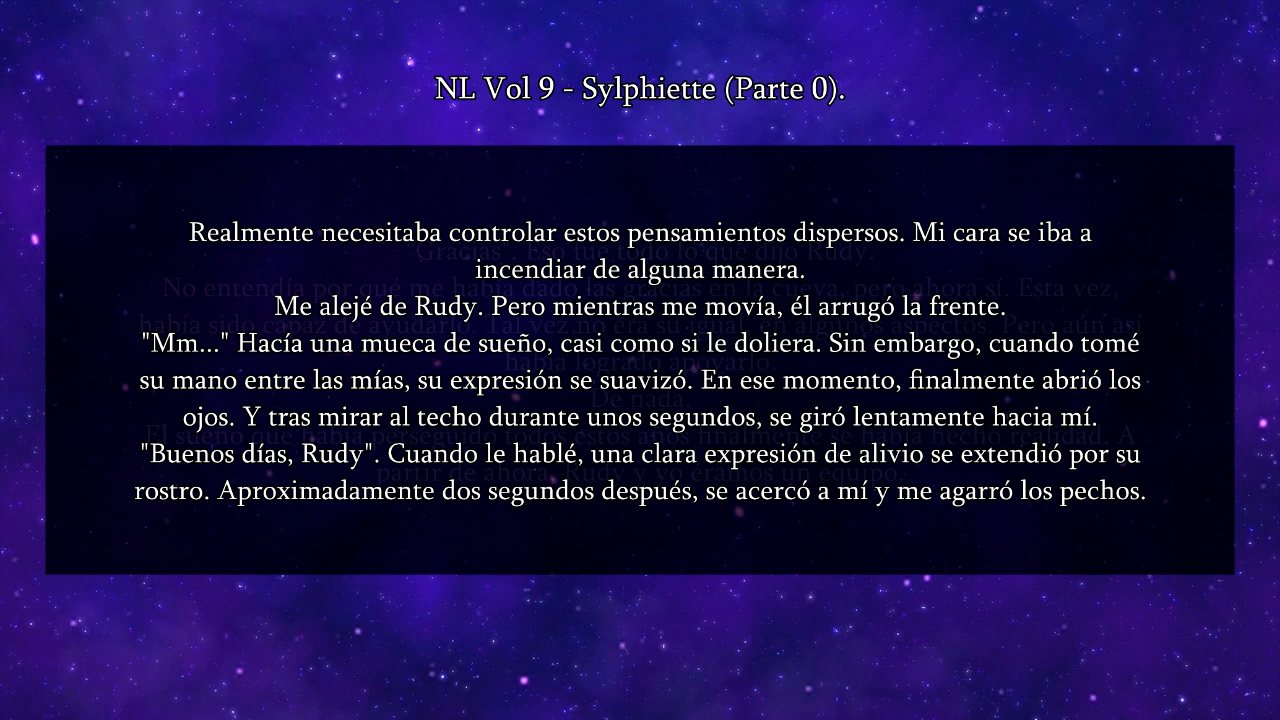 NL Vol 9 - Sylphiette (Parte 0).
Realmente necesitaba controlar estos pensamientos dispersos. Mi cara se iba a
incendiar de alguna manera.
Me alejé de Rudy. Pero mientras me movía, él arrugó la frente.
"Mm..." Hacía una mueca de sueño, casi como si le doliera. Sin embargo, cuando tomé
su mano entre las mías, su expresión se suavizó. En ese momento, finalmente abrió los
ojos. Y tras mirar al techo durante unos segundos, se giró lentamente hacia mí.
"Buenos días, Rudy". Cuando le hablé, una clara expresión de alivio se extendió por su
rostro. Aproximadamente dos segundos después, se acercó a mí y me agarró los pechos.